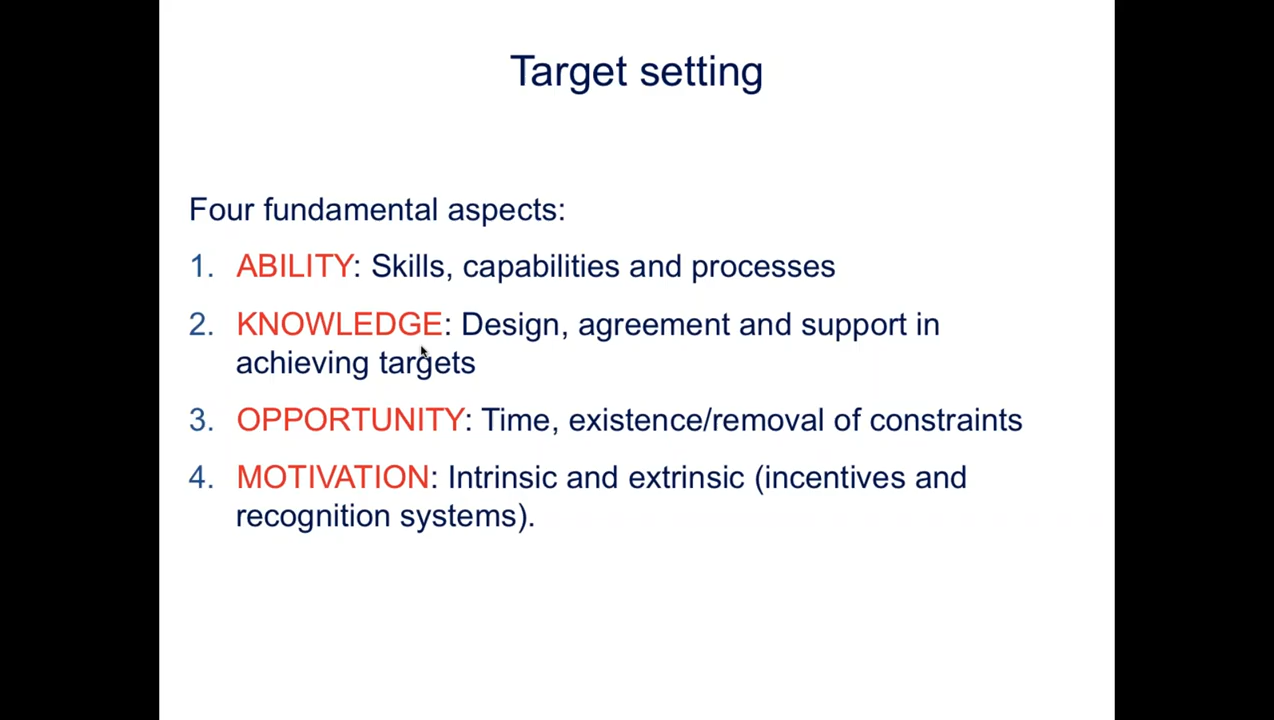 Target setting
Four fundamental aspects:
1. ABILITY: Skills, capabilities and processes
2. KNOWLEDGE: Design, agreement and support in
achieving targets
3. OPPORTUNITY: Time, existence/removal of constraints
4. MOTIVATION: Intrinsic and extrinsic (incentives and
recognition systems).